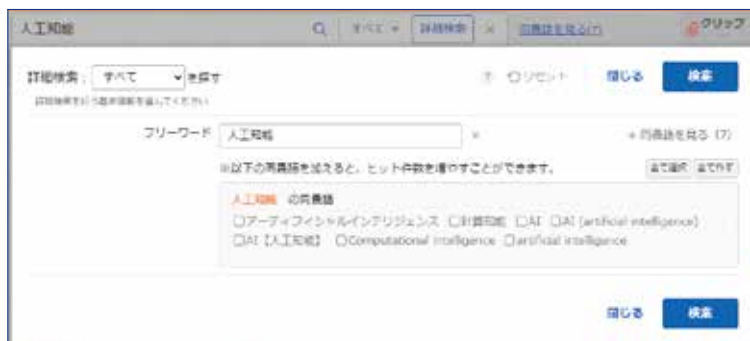 人工知能 すべて 詳細検索 × 同義語を見る(7) クリップ
詳細検索: すべて を探す リセット 閉じる 検索
フリーワード 人工知能 × +同義語を見る (7)
※以下の同義語を加えると、ヒット件数を増やすことができます。 全て選択 全て外す
人工知能 の同義語
□アーティフィシャルインテリジェンス □計算知能 □AI □AI (artificial intelligence)
□AI【人工知能】 □Computational intelligence □artificial intelligence
閉じる 検索